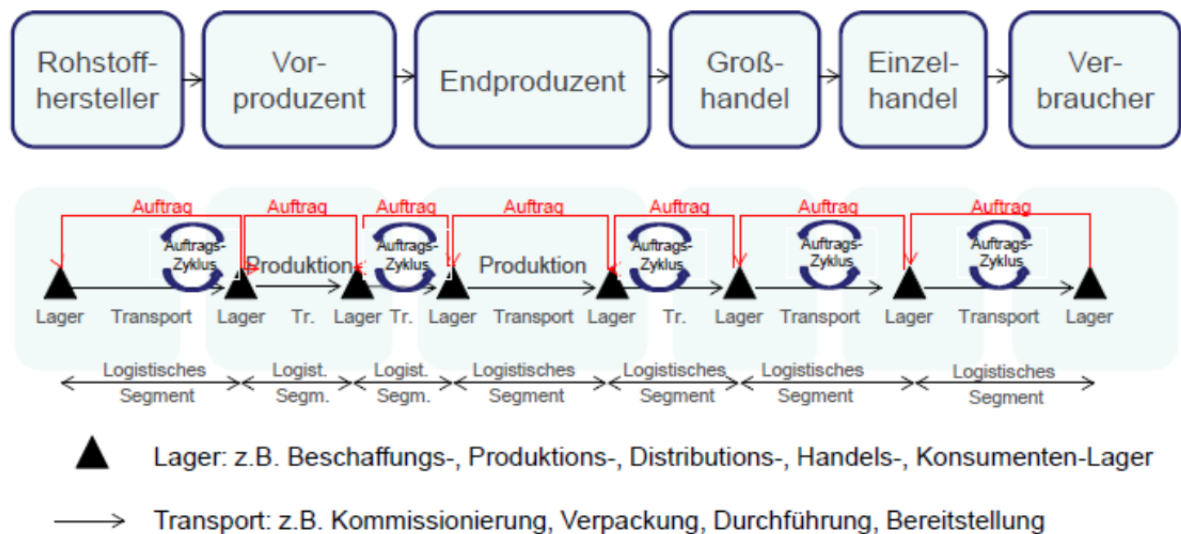 Rohstoff-
hersteller
Vor-
produzent
Endproduzent
Groß-
handel
Einzel-
handel
Ver-
braucher
Auftrag Auftrag Auftrag Auftrag Auftrag Auftrag Auftrag
Auftrags-
Zyklus
Produktion
Auftrags-
Zyklus
Produktion
Auftrags-
Zyklus
Auftrags-
Zyklus
Auftrags-
Zyklus
Lager Transport Lager Tr. Lager Tr. Lager Transport Lager Tr. Lager Transport Lager Transport Lager
Logistisches
Segment
Logist.
Segm.
Logist.
Segm.
Logistisches
Segment
Logistisches
Segment
Logistisches
Segment
Logistisches
Segment
Lager: z.B. Beschaffungs-, Produktions-, Distributions-, Handels-, Konsumenten-Lager
Transport: z.B. Kommissionierung, Verpackung, Durchführung, Bereitstellung